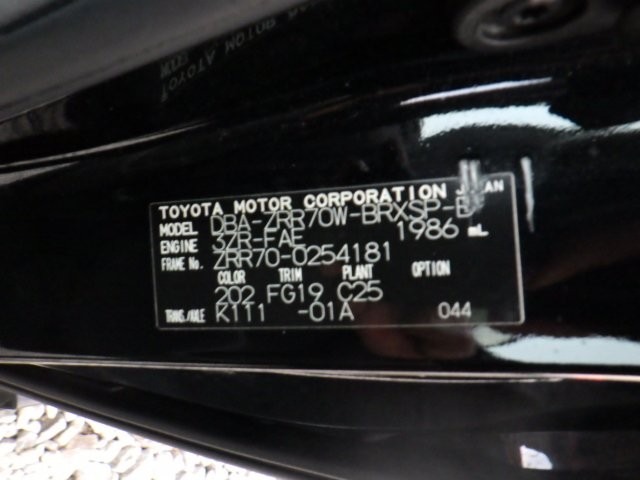 TOYOTA MOTOR CORPORATION JAPAN
MODEL DBA-ZRR70W-BRXSP-B
ENGINE 3ZR-FAE 1986 mL
FRAME No. ZRR70-0254181
COLOR TRIM PLANT OPTION
202 FG19 C25
TRANS/AXLE K111 -01A 044